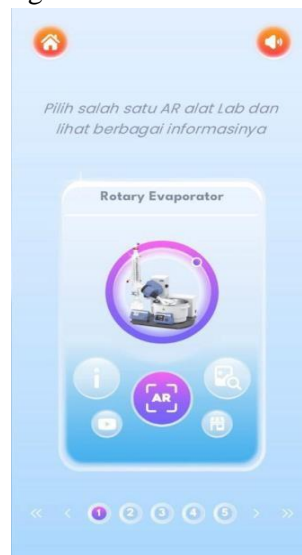 Pilih salah satu AR alat Lab dan
lihat berbagai informasinya
Rotary Evaporator
i
AR
« < 1 2 3 4 5 > »